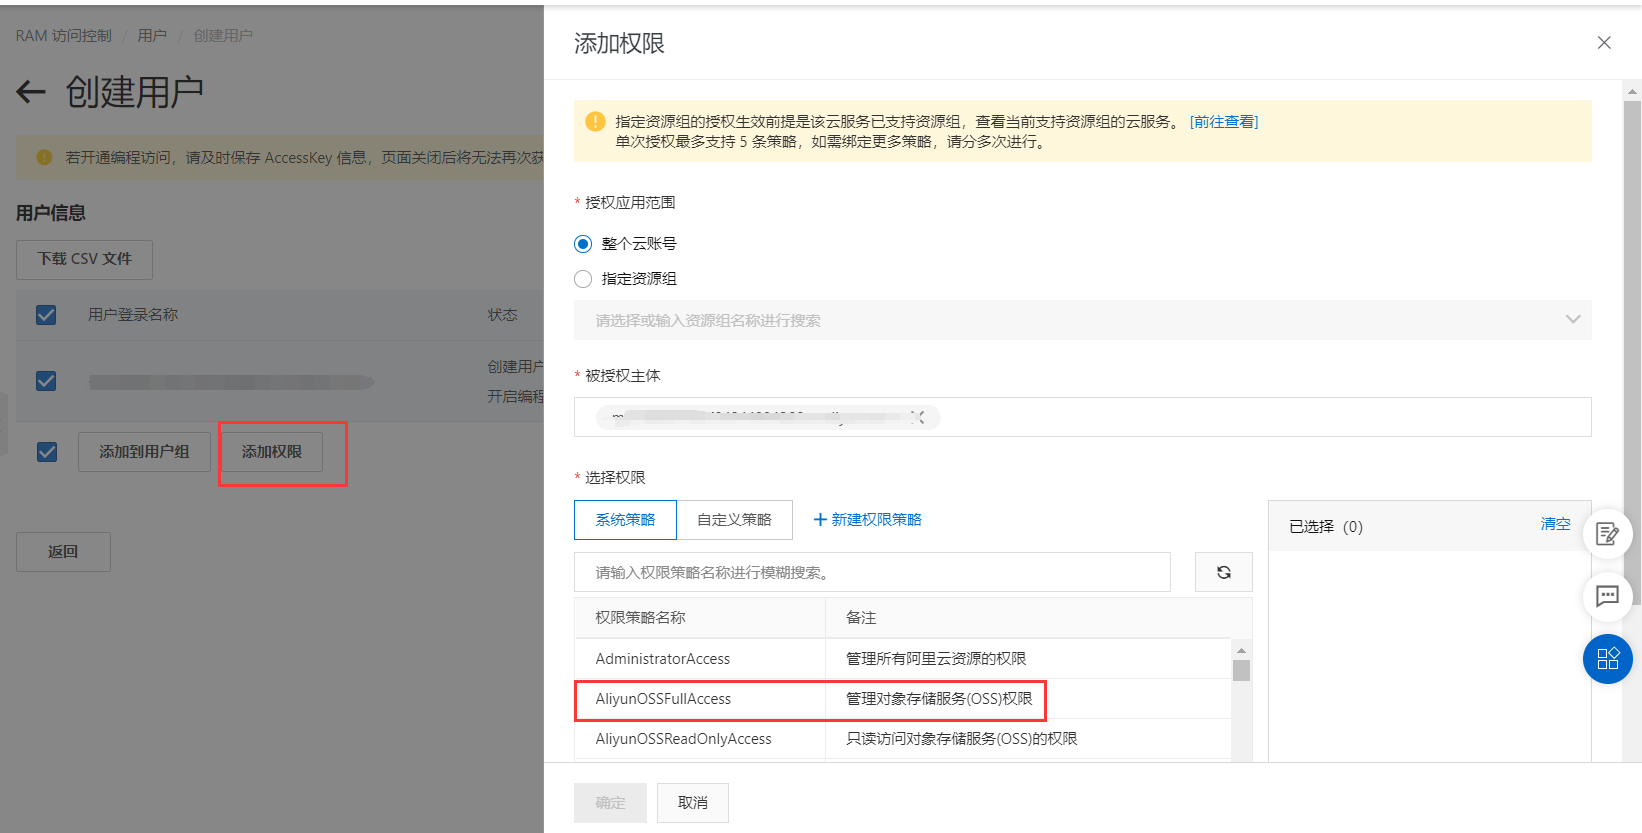 RAM 访问控制 / 用户 / 创建用户
创建用户
若开通编程访问，请及时保存 AccessKey 信息，页面关闭后将无法再次获
用户信息
下载 CSV 文件
用户登录名称 状态
创建用户
开启编程
添加到用户组 添加权限
返回
添加权限
指定资源组的授权生效前提是该云服务已支持资源组，查看当前支持资源组的云服务。 [前往查看]
单次授权最多支持 5 条策略，如需绑定更多策略，请分多次进行。
* 授权应用范围
整个云账号
指定资源组
请选择或输入资源组名称进行搜索
* 被授权主体
* 选择权限
系统策略 自定义策略 + 新建权限策略
请输入权限策略名称进行模糊搜索。
权限策略名称 备注
AdministratorAccess 管理所有阿里云资源的权限
AliyunOSSFullAccess 管理对象存储服务(OSS)权限
AliyunOSSReadOnlyAccess 只读访问对象存储服务(OSS)的权限
已选择 (0) 清空
确定 取消